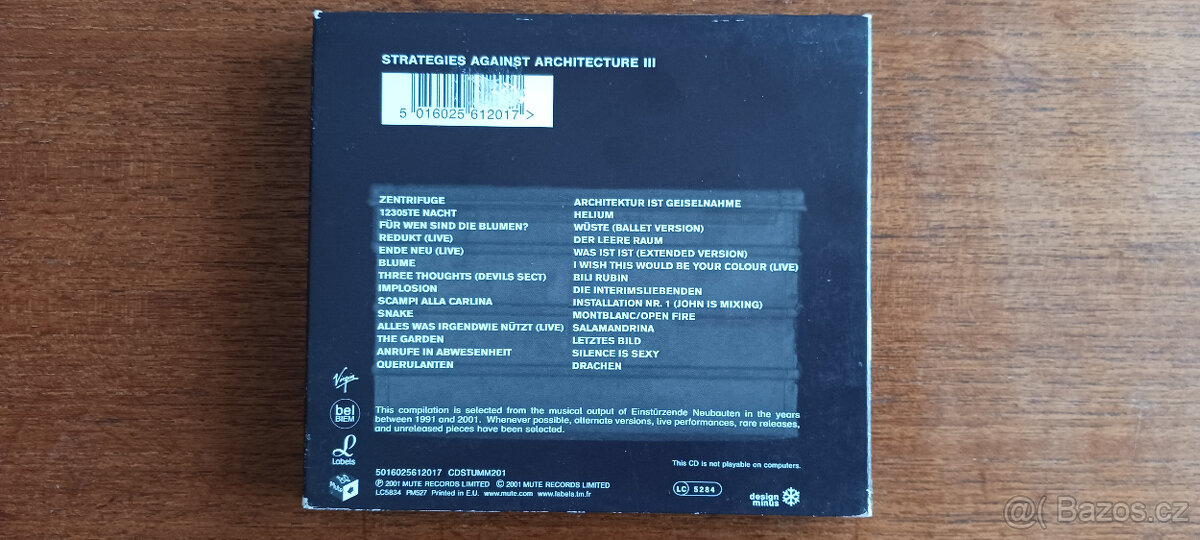 STRATEGIES AGAINST ARCHITECTURE III
5 016025 612017 >
ZENTRIFUGE
12305TE NACHT
FÜR WEN SIND DIE BLUMEN?
REDUKT (LIVE)
ENDE NEU (LIVE)
BLUME
THREE THOUGHTS (DEVILS SECT)
IMPLOSION
SCAMPI ALLA CARLINA
SNAKE
ALLES WAS IRGENDWIE NÜTZT (LIVE)
THE GARDEN
ANRUFE IN ABWESENHEIT
QUERULANTEN
ARCHITEKTUR IST GEISELNAHME
HELIUM
WÜSTE (BALLET VERSION)
DER LEERE RAUM
WAS IST IST (EXTENDED VERSION)
I WISH THIS WOULD BE YOUR COLOUR (LIVE)
BILI RUBIN
DIE INTERIMSLIEBENDEN
INSTALLATION NR. 1 (JOHN IS MIXING)
MONTBLANC/OPEN FIRE
SALAMANDRINA
LETZTES BILD
SILENCE IS SEXY
DRACHEN
Virgin
bel
BIEM
L
Labels
Mute
This compilation is selected from the musical output of Einstürzende Neubauten in the years
between 1991 and 2001. Whenever possible, alternate versions, live performances, rare releases,
and unreleased pieces have been selected.
This CD is not playable on computers.
5016025612017 CDSTUMM201
℗ 2001 MUTE RECORDS LIMITED © 2001 MUTE RECORDS LIMITED
LC5834 PM527 Printed in E.U. www.mute.com www.labels.tm.fr
LC 5284
design
minus
@( Bazos.cz